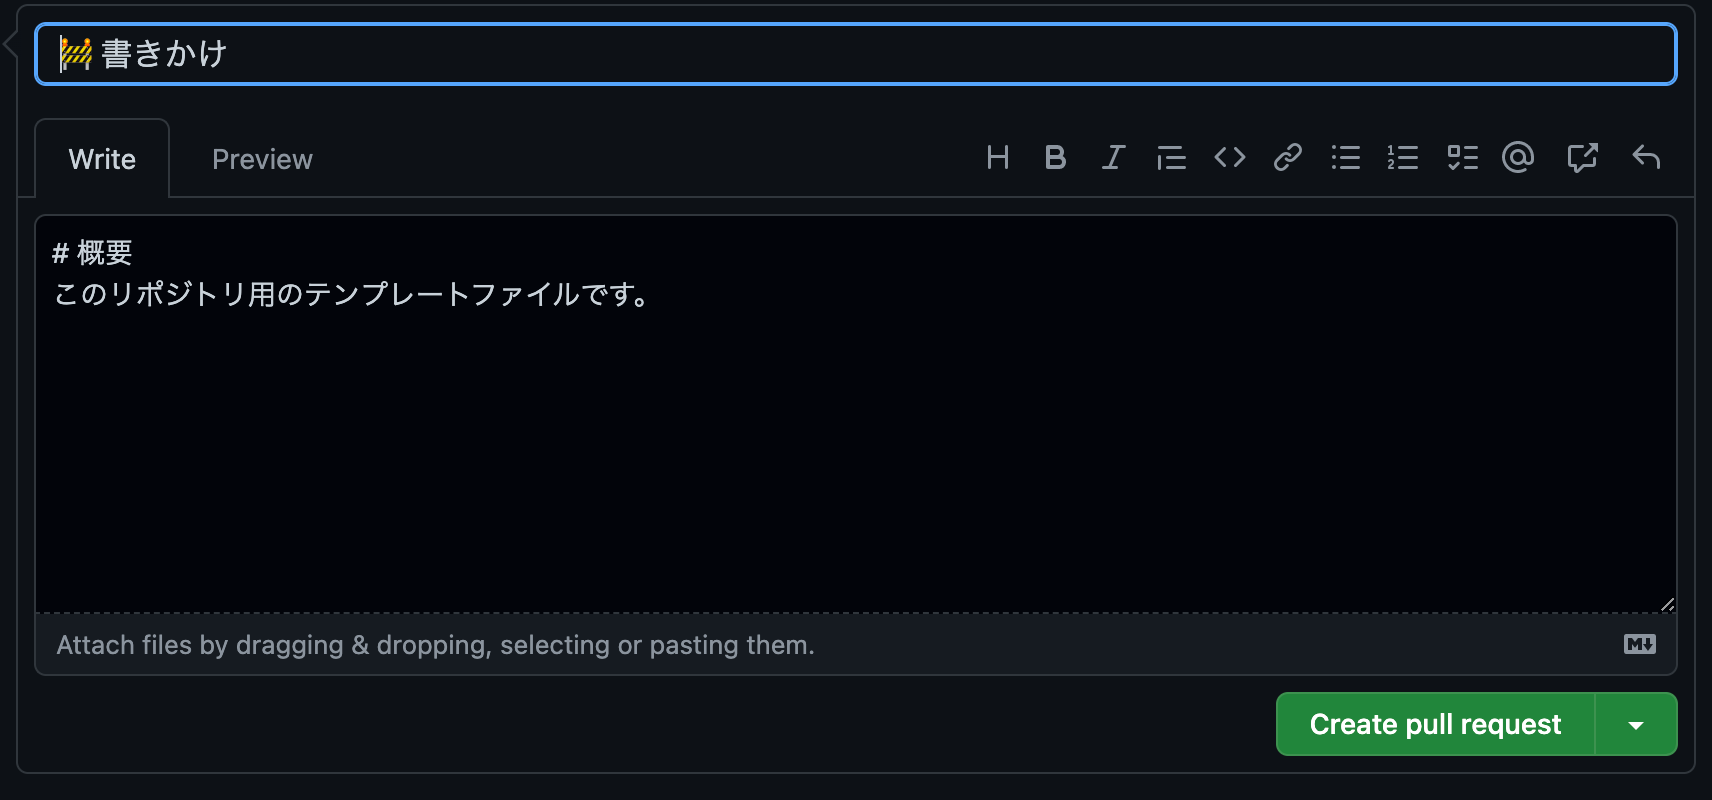 🚧 書きかけ
Write Preview
# 概要
このリポジトリ用のテンプレートファイルです。
Attach files by dragging & dropping, selecting or pasting them.
Create pull request